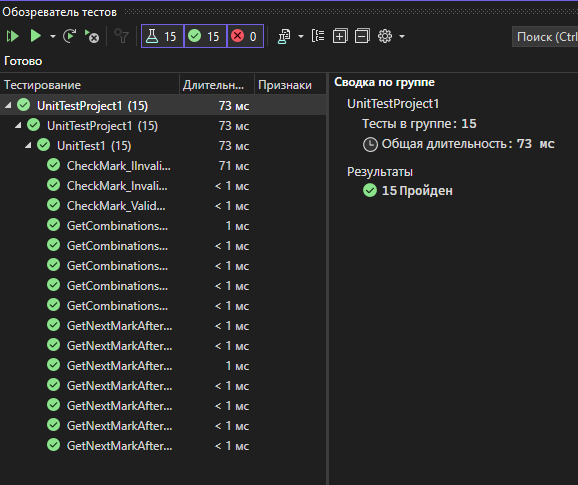 Обозреватель тестов
15 15 0
Поиск (Ctrl
Готово
Тестирование Длительн... Признаки
UnitTestProject1 (15) 73 мс
UnitTestProject1 (15) 73 мс
UnitTest1 (15) 73 мс
CheckMark_IInvali... 71 мс
CheckMark_Invali... < 1 мс
CheckMark_Valid... < 1 мс
GetCombinations... 1 мс
GetCombinations... < 1 мс
GetCombinations... < 1 мс
GetCombinations... < 1 мс
GetCombinations... < 1 мс
GetNextMarkAfter... < 1 мс
GetNextMarkAfter... < 1 мс
GetNextMarkAfter... 1 мс
GetNextMarkAfter... < 1 мс
GetNextMarkAfter... < 1 мс
GetNextMarkAfter... < 1 мс
GetNextMarkAfter... < 1 мс
Сводка по группе
UnitTestProject1
Тесты в группе: 15
Общая длительность: 73 мс
Результаты
15 Пройден